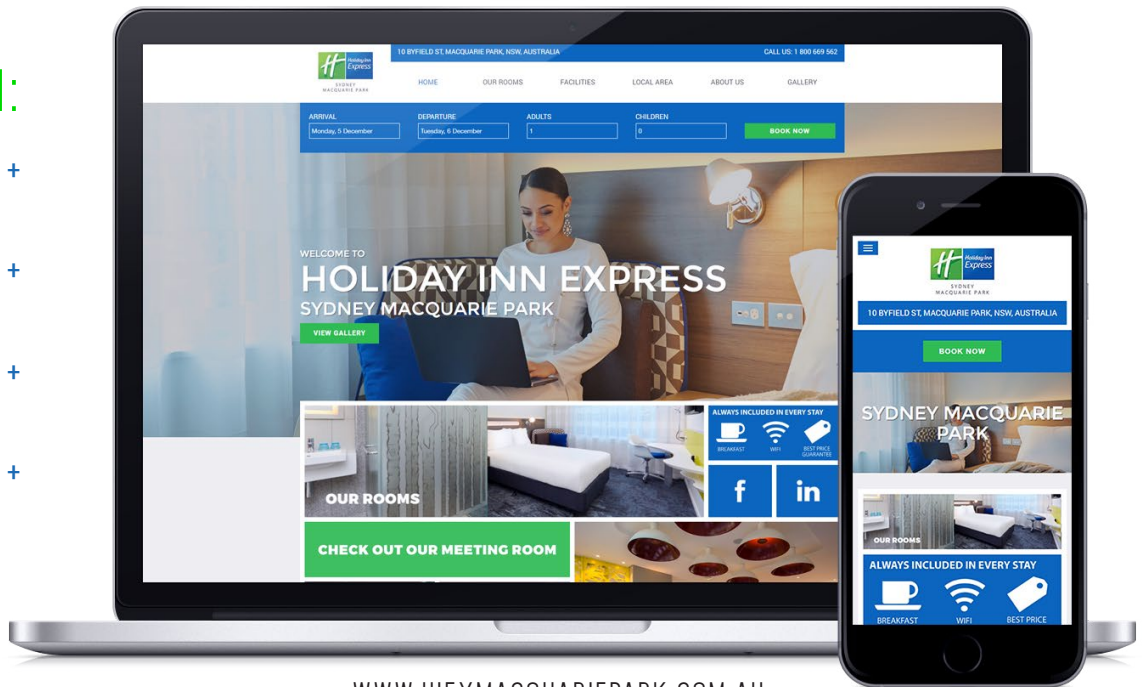 10 BYFIELD ST, MACQUARIE PARK, NSW, AUSTRALIA
CALL US: 1 800 669 562
Holiday Inn
Express
SYDNEY
MACQUARIE PARK
HOME
OUR ROOMS
FACILITIES
LOCAL AREA
ABOUT US
GALLERY
ARRIVAL
DEPARTURE
ADULTS
CHILDREN
Monday, 5 December
Tuesday, 6 December
1
0
BOOK NOW
WELCOME TO
HOLIDAY INN EXPRESS
SYDNEY MACQUARIE PARK
VIEW GALLERY
OUR ROOMS
ALWAYS INCLUDED IN EVERY STAY
BREAKFAST
WIFI
BEST PRICE
GUARANTEE
f
in
CHECK OUT OUR MEETING ROOM
Holiday Inn
Express
SYDNEY
MACQUARIE PARK
10 BYFIELD ST, MACQUARIE PARK, NSW, AUSTRALIA
BOOK NOW
SYDNEY MACQUARIE
PARK
OUR ROOMS
ALWAYS INCLUDED IN EVERY STAY
BREAKFAST
WIFI
BEST PRICE
:
+
+
+
+
WWW.HIEXMACQUARIEPARK.COM.AU